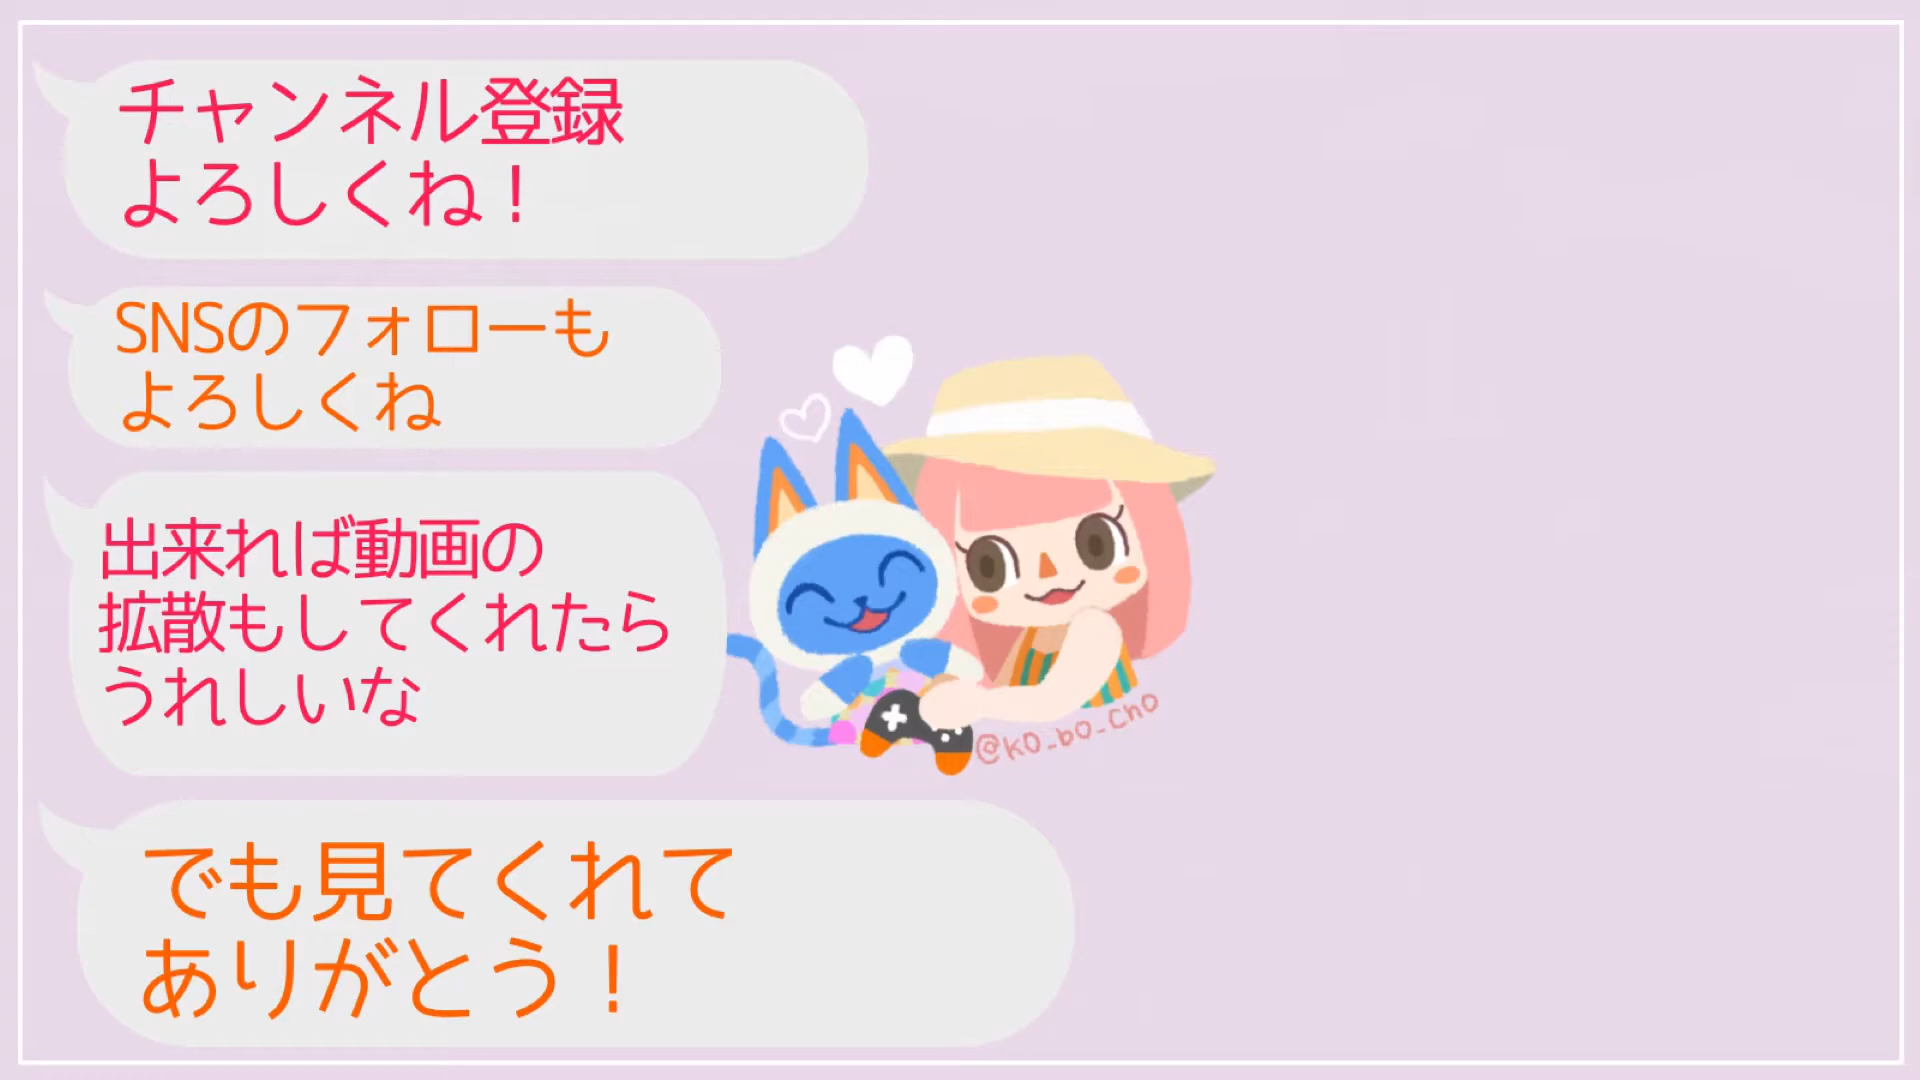 チャンネル登録
よろしくね！
SNSのフォローも
よろしくね
出来れば動画の
拡散もしてくれたら
うれしいな
@ko_bo_cho
でも見てくれて
ありがとう！